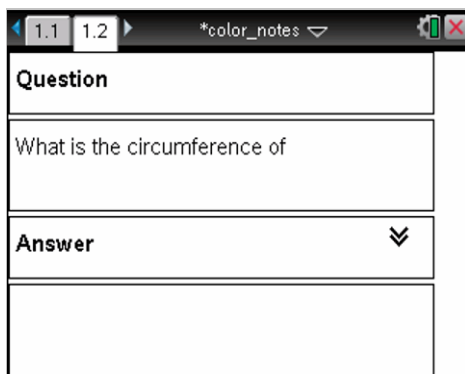 1.1 1.2 *color_notes
Question
What is the circumference of
Answer